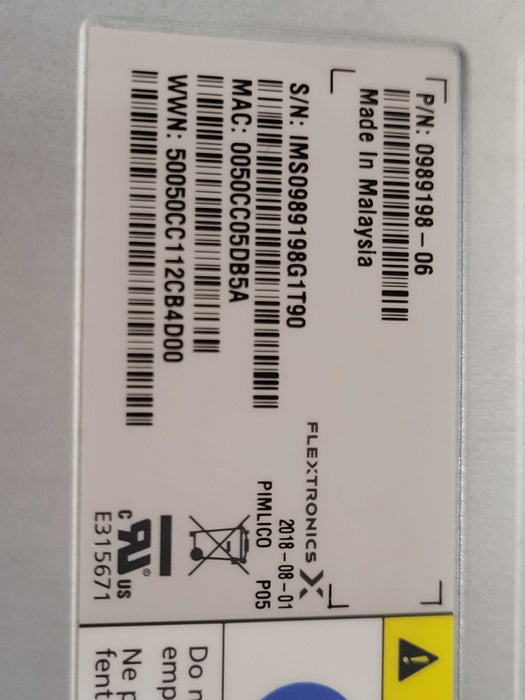 P/N: 0989198-06
Made In Malaysia
S/N: IMS0989198G1T90
MAC: 0050CC05DB5A
WWN: 50050CC112CB4D00
FLEXTRONICS
2018-08-01
PIMLICO P05
C UL US
E315671
Do n
emp
Ne p
fent